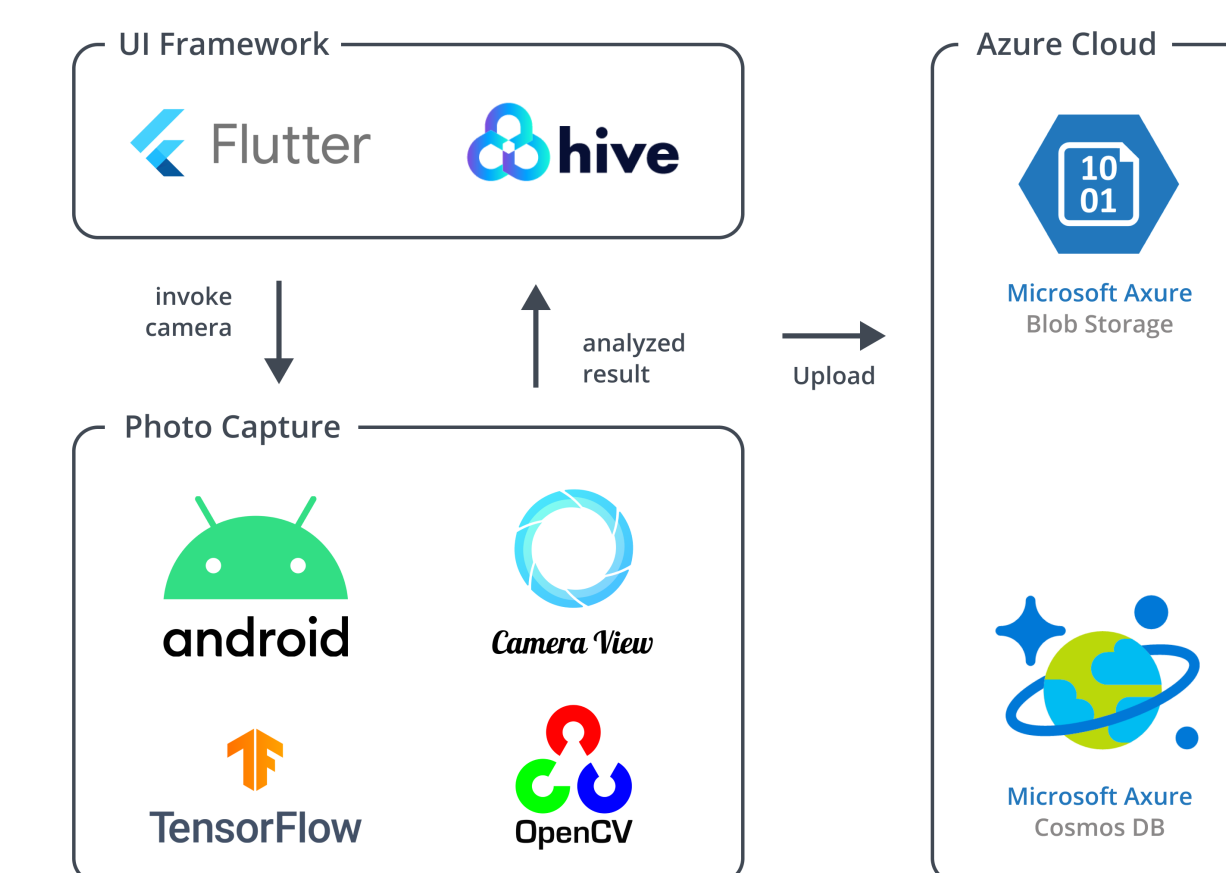 UI Framework
Flutter
hive
invoke
camera
analyzed
result
Upload
Photo Capture
android
Camera View
TensorFlow
OpenCV
Azure Cloud
10
01
Microsoft Axure
Blob Storage
Microsoft Axure
Cosmos DB